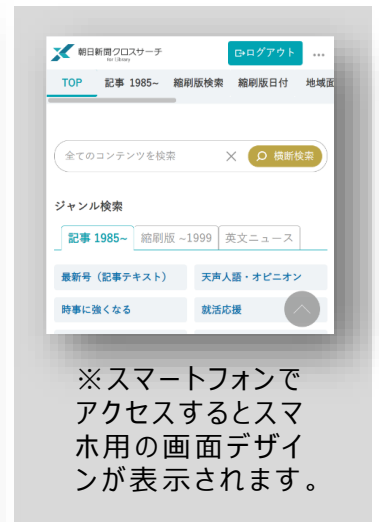 朝日新聞クロスサーチ
for Library
ログアウト
...
TOP 記事 1985~ 縮刷版検索 縮刷版日付 地域面
全てのコンテンツを検索 × 横断検索
ジャンル検索
記事 1985~ 縮刷版 ~1999 英文ニュース
最新号（記事テキスト） 天声人語・オピニオン
時事に強くなる 就活応援
※スマートフォンで
アクセスするとスマ
ホ用の画面デザイ
ンが表示されます。